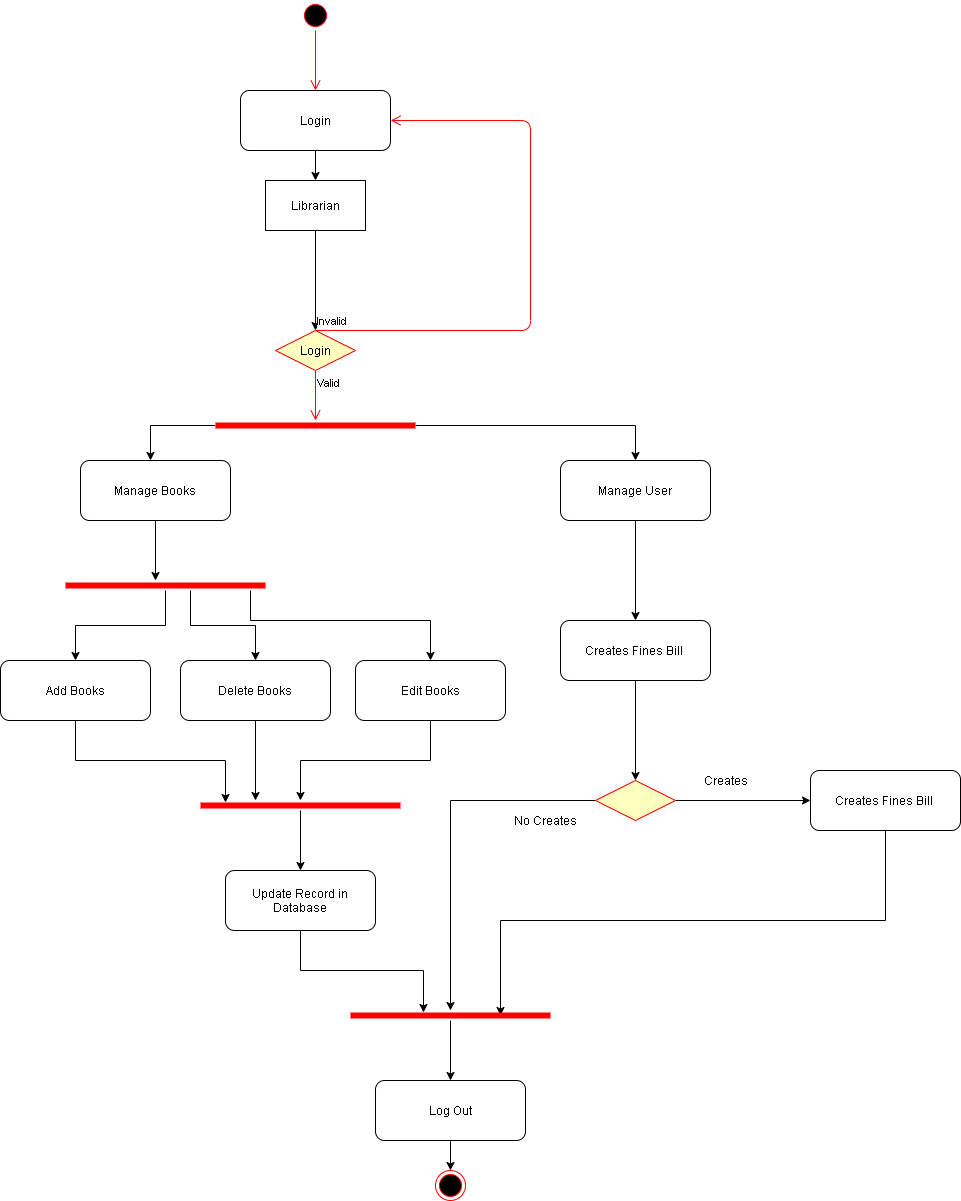 Login
Librarian
Invalid
Login
Valid
Manage Books
Manage User
Creates Fines Bill
Add Books
Delete Books
Edit Books
Creates
Creates Fines Bill
No Creates
Update Record in
Database
Log Out